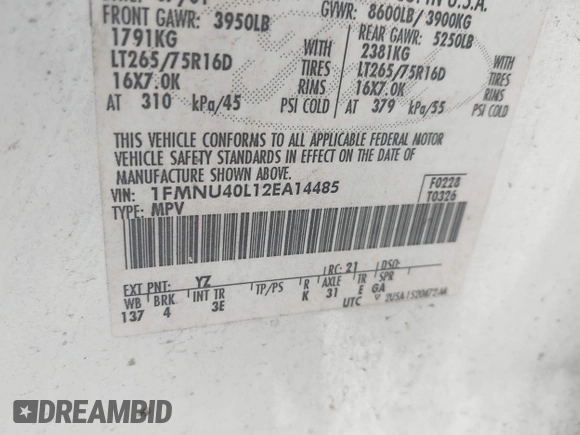 GVWR: 8600LB/ 3900KG
FRONT GAWR: 3950LB
1791KG WITH
LT265/75R16D TIRES
16X7.0K RIMS
AT 310 kPa/45 PSI COLD
REAR GAWR: 5250LB
2381KG WITH
LT265/75R16D TIRES
16X7.0K RIMS
AT 379 kPa/55 PSI COLD
THIS VEHICLE CONFORMS TO ALL APPLICABLE FEDERAL MOTOR
VEHICLE SAFETY STANDARDS IN EFFECT ON THE DATE OF
MANUFACTURE SHOWN ABOVE.
VIN: 1FMNU40L12EA14485
TYPE: MPV
F0228
T0326
EXT PNT: YZ RC: 21 DSO:
WB BRK INT TR TP/PS R AXLE TR SPR
137 4 3E K 31 E GA
UTC
DREAMBID